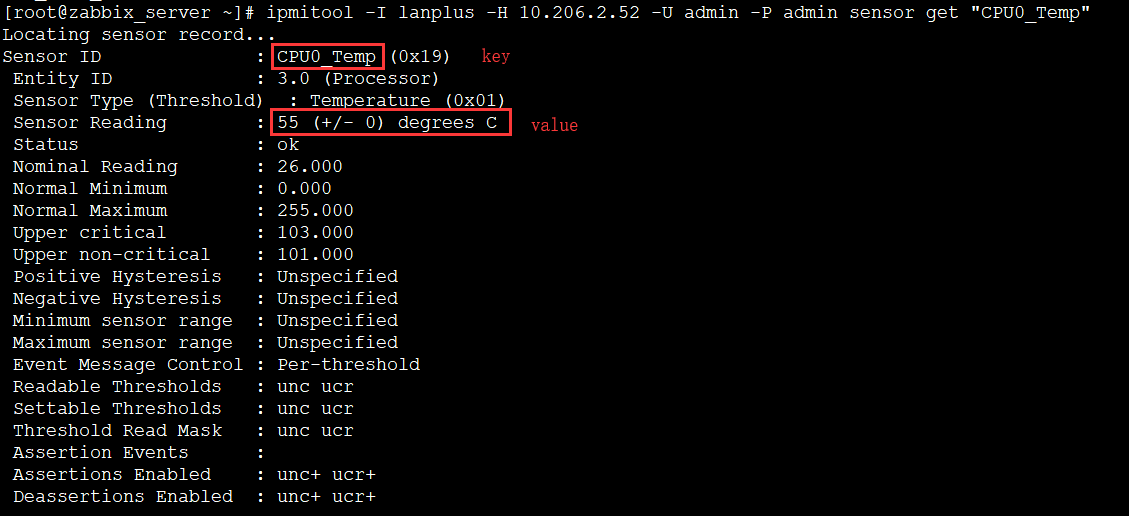 [root@zabbix_server ~]# ipmitool -I lanplus -H 10.206.2.52 -U admin -P admin sensor get "CPU0_Temp"
Locating sensor record...
Sensor ID              : CPU0_Temp (0x19) key
Entity ID             : 3.0 (Processor)
Sensor Type (Threshold)  : Temperature (0x01)
Sensor Reading        : 55 (+/- 0) degrees C value
Status                : ok
Nominal Reading       : 26.000
Normal Minimum        : 0.000
Normal Maximum        : 255.000
Upper critical        : 103.000
Upper non-critical    : 101.000
Positive Hysteresis   : Unspecified
Negative Hysteresis   : Unspecified
Minimum sensor range  : Unspecified
Maximum sensor range  : Unspecified
Event Message Control : Per-threshold
Readable Thresholds   : unc ucr
Settable Thresholds   : unc ucr
Threshold Read Mask   : unc ucr
Assertion Events      :
Assertions Enabled    : unc+ ucr+
Deassertions Enabled  : unc+ ucr+